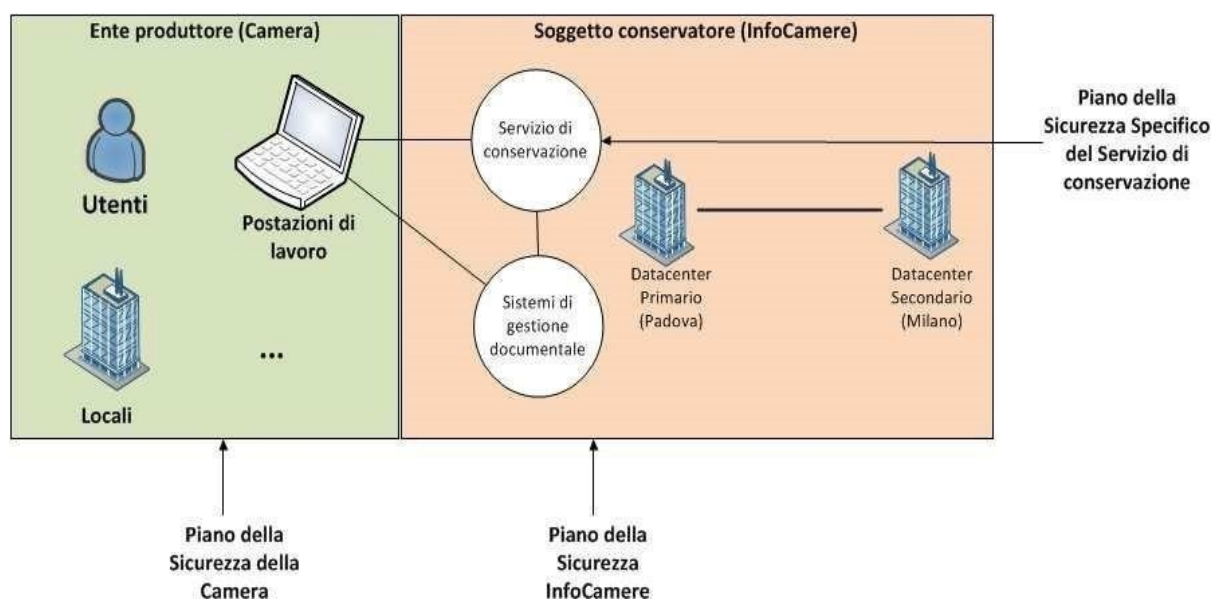 Ente produttore (Camera)
Soggetto conservatore (InfoCamere)
Utenti
Postazioni di
lavoro
Locali
...
Servizio di
conservazione
Sistemi di
gestione
documentale
Datacenter
Primario
(Padova)
Datacenter
Secondario
(Milano)
Piano della
Sicurezza Specifico
del Servizio di
conservazione
Piano della
Sicurezza della
Camera
Piano della
Sicurezza
InfoCamere